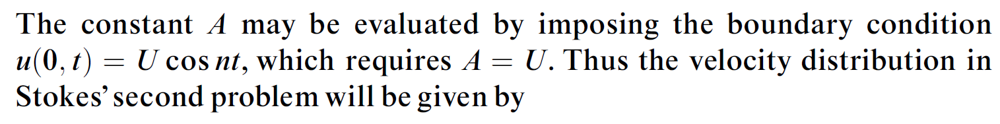 The constant A may be evaluated by imposing the boundary condition
u(0, t) = U cos nt, which requires A = U. Thus the velocity distribution in
Stokes’ second problem will be given by